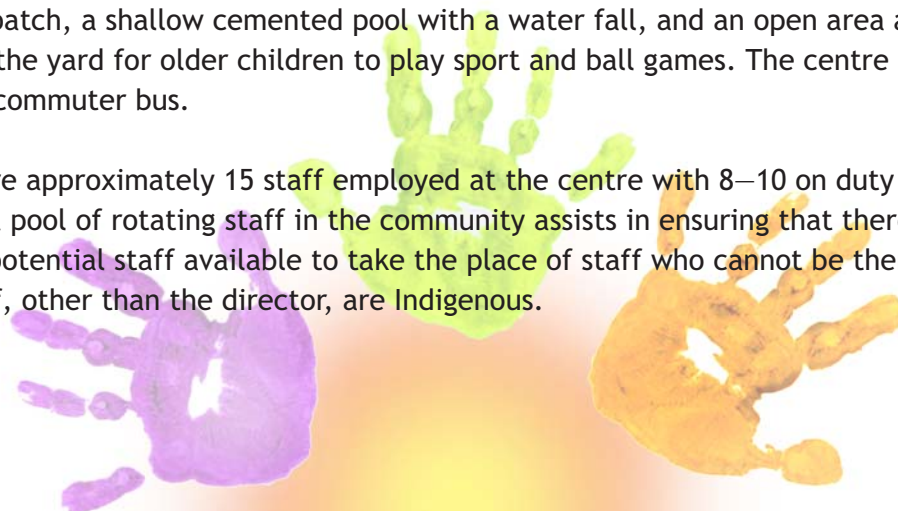 patch, a shallow cemented pool with a water fall, and an open area a
the yard for older children to play sport and ball games. The centre
commuter bus.
re approximately 15 staff employed at the centre with 8—10 on duty
pool of rotating staff in the community assists in ensuring that there
potential staff available to take the place of staff who cannot be the
f, other than the director, are Indigenous.